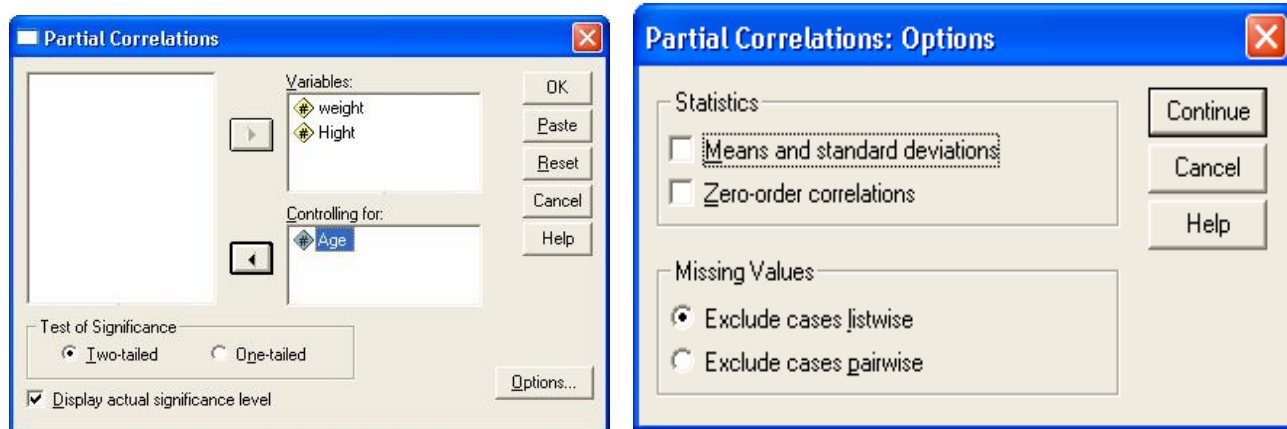 Partial Correlations
Variables:
weight
Hight
Controlling for:
Age
OK
Paste
Reset
Cancel
Help
Test of Significance
Two-tailed One-tailed
Display actual significance level
Options...
Partial Correlations: Options
Statistics
Means and standard deviations
Zero-order correlations
Missing Values
Exclude cases listwise
Exclude cases pairwise
Continue
Cancel
Help